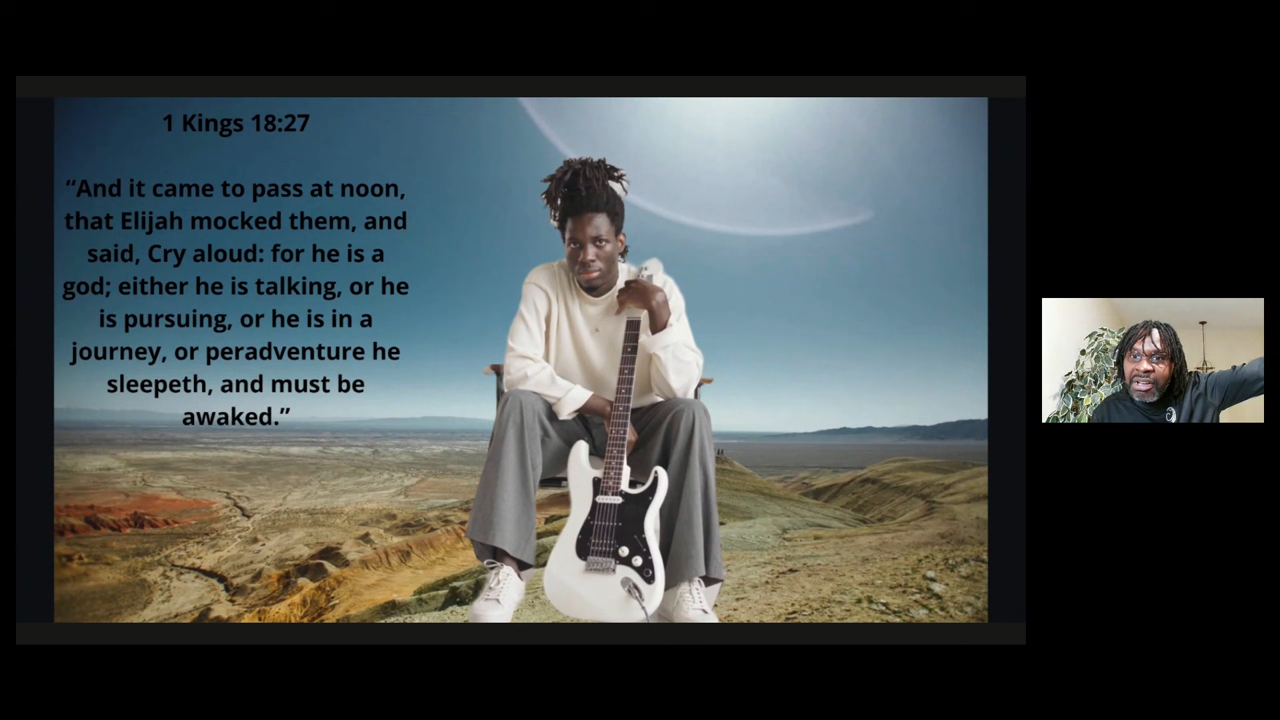 1 Kings 18:27
“And it came to pass at noon,
that Elijah mocked them, and
said, Cry aloud: for he is a
god; either he is talking, or he
is pursuing, or he is in a
journey, or peradventure he
sleepeth, and must be
awaked.”